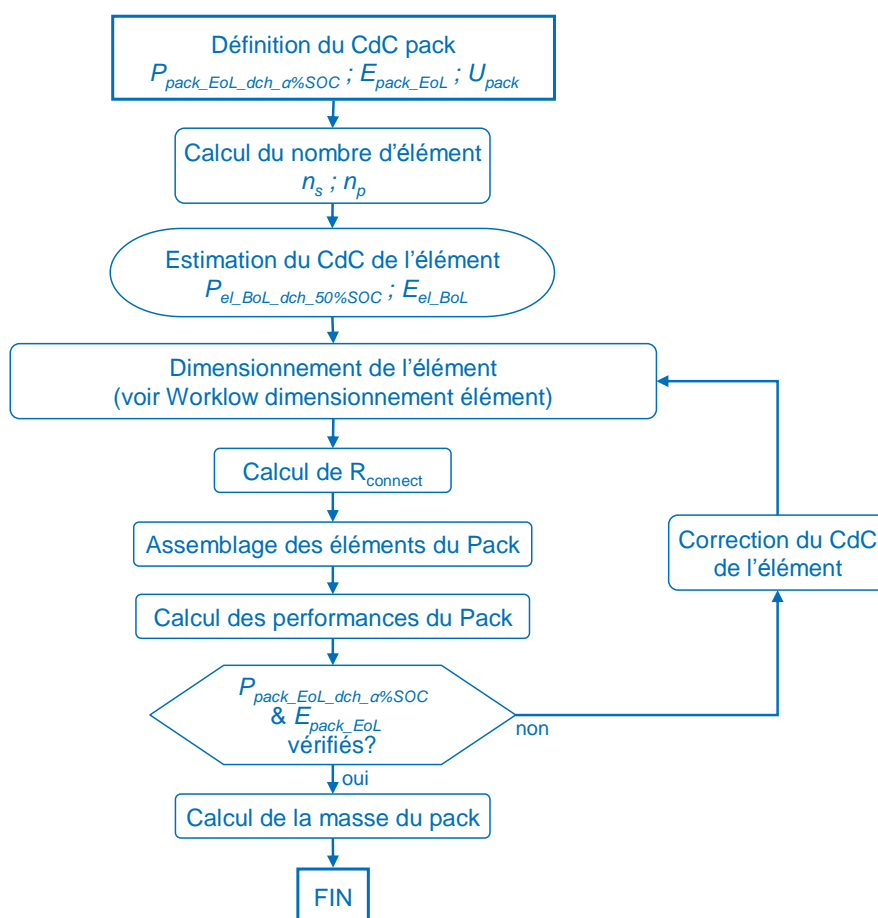 Définition du CdC pack
P_pack_EoL_dch_α%SOC ; E_pack_EoL ; U_pack
Calcul du nombre d'élément
n_s ; n_p
Estimation du CdC de l'élément
P_el_BoL_dch_50%SOC ; E_el_BoL
Dimensionnement de l'élément
(voir Worklow dimensionnement élément)
Calcul de R_connect
Assemblage des éléments du Pack
Correction du CdC
de l'élément
Calcul des performances du Pack
P_pack_EoL_dch_α%SOC
& E_pack_EoL
vérifiés?
non
oui
Calcul de la masse du pack
FIN